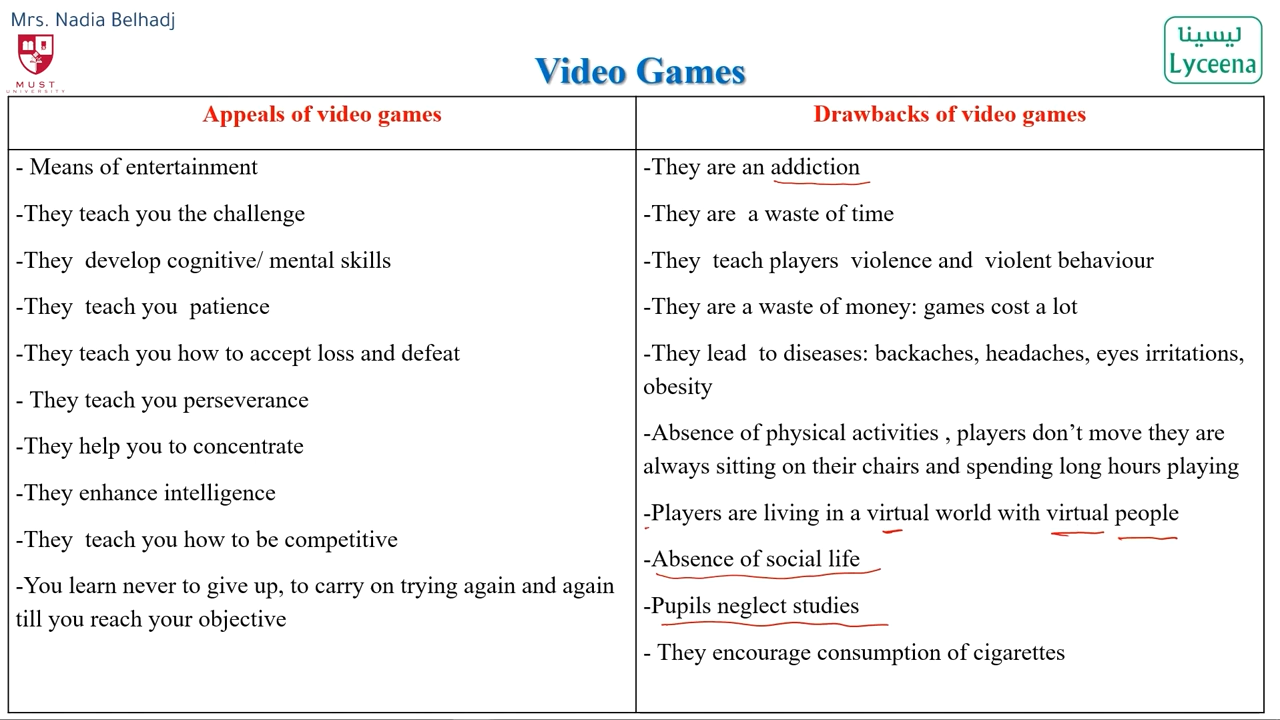 Mrs. Nadia Belhadj
MUST
UNIVERSITY
ليسينا
Lyceena
Video Games
Appeals of video games
- Means of entertainment
-They teach you the challenge
-They develop cognitive/ mental skills
-They teach you patience
-They teach you how to accept loss and defeat
- They teach you perseverance
-They help you to concentrate
-They enhance intelligence
-They teach you how to be competitive
-You learn never to give up, to carry on trying again and again
till you reach your objective
Drawbacks of video games
-They are an addiction
-They are a waste of time
-They teach players violence and violent behaviour
-They are a waste of money: games cost a lot
-They lead to diseases: backaches, headaches, eyes irritations,
obesity
-Absence of physical activities , players don’t move they are
always sitting on their chairs and spending long hours playing
-Players are living in a virtual world with virtual people
-Absence of social life
-Pupils neglect studies
- They encourage consumption of cigarettes